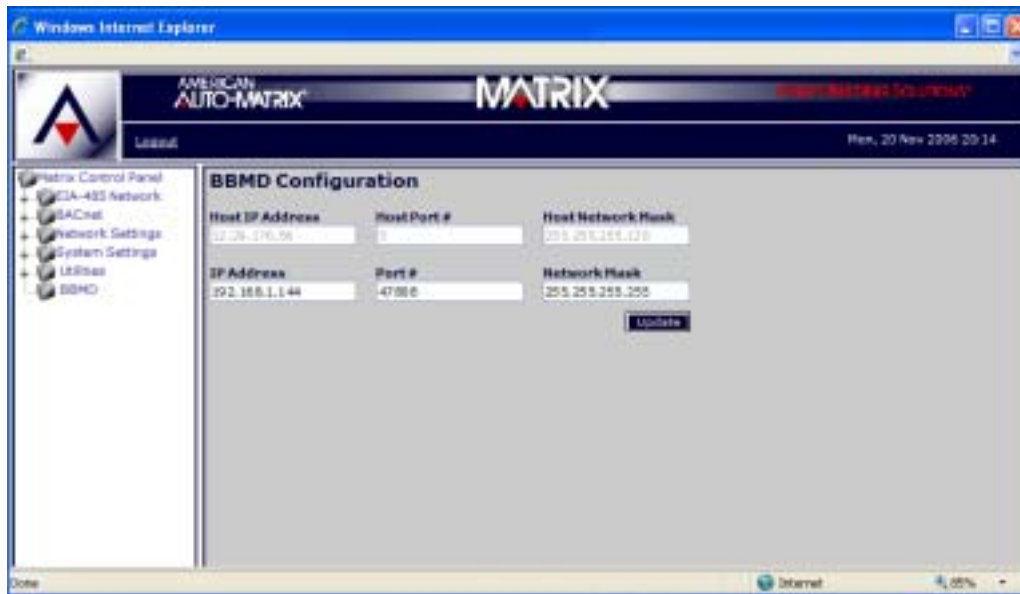 Windows Internet Explorer
AMERICAN
AUTO-MATRIX
MATRIX
Logout
Mon, 20 Nov 2006 20:14
Matrix Control Panel
EIA-485 Network
BACnet
Network Settings
System Settings
Utilities
BBMD
BBMD Configuration
Host IP Address Host Port # Host Network Mask
IP Address Port # Network Mask
192.168.1.144 47808 255.255.255.255
Update
Done
Internet
85%